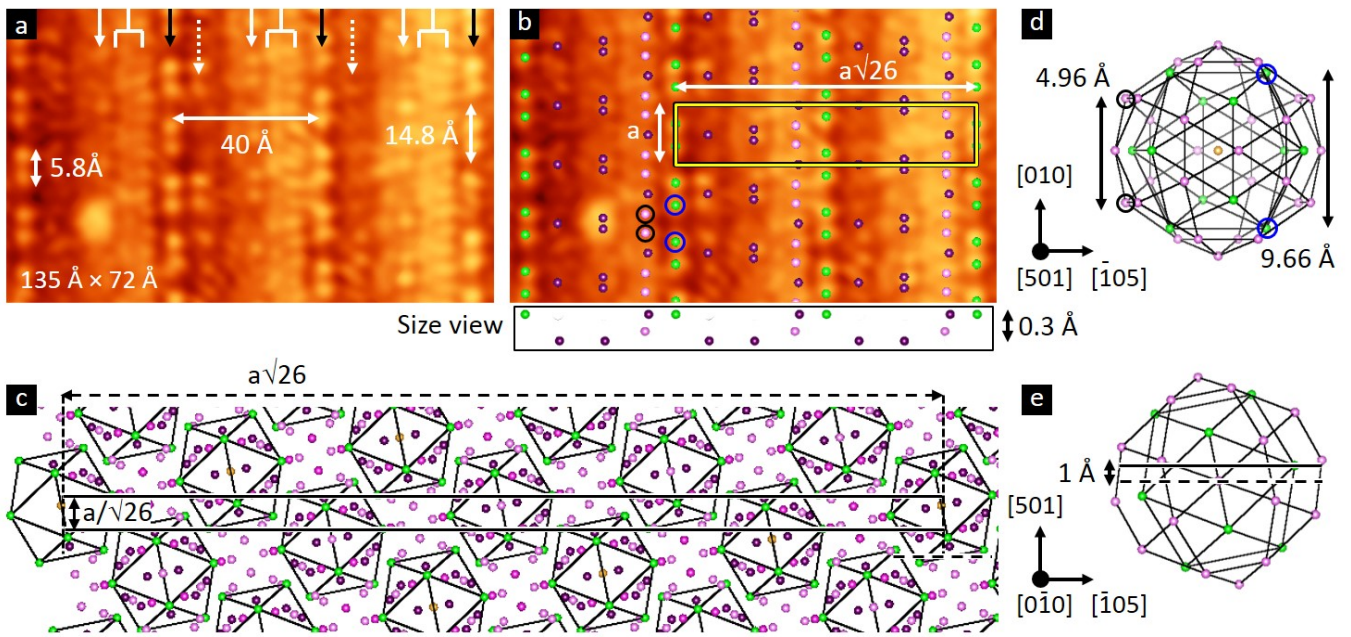 a
40 Å
14.8 Å
5.8Å
135 Å × 72 Å
b
a√26
a
Size view
0.3 Å
d
4.96 Å
[010]
[501] [1̄05]
9.66 Å
c
a√26
a/√26
e
1 Å
[501]
[01̄0] [1̄05]